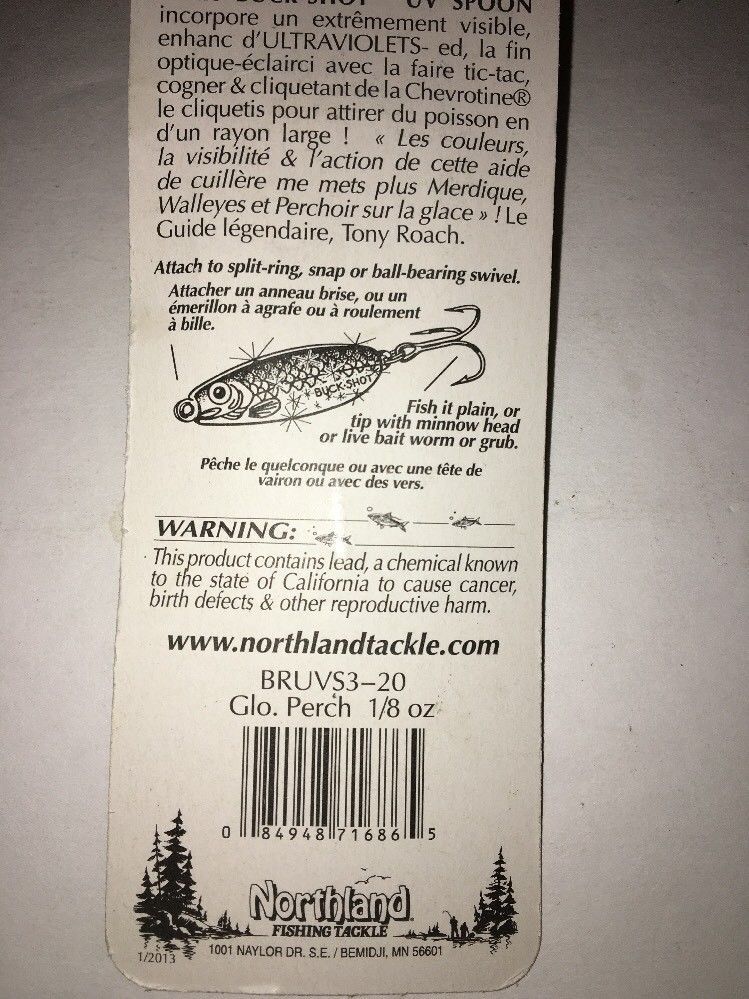 BUCK-SHOT UV SPOON
incorpore un extrêmement visible,
enhanc d'ULTRAVIOLETS- ed, la fin
optique-éclairci avec la faire tic-tac,
cogner & cliquetant de la Chevrotine®
le cliquetis pour attirer du poisson en
d'un rayon large ! « Les couleurs,
la visibilité & l'action de cette aide
de cuillère me mets plus Merdique,
Walleyes et Perchoir sur la glace » ! Le
Guide légendaire, Tony Roach.
Attach to split-ring, snap or ball-bearing swivel.
Attacher un anneau brise, ou un
émerillon à agrafe ou à roulement
à bille.
BUCK-SHOT
Fish it plain, or
tip with minnow head
or live bait worm or grub.
Pêche le quelconque ou avec une tête de
vairon ou avec des vers.
WARNING:
This product contains lead, a chemical known
to the state of California to cause cancer,
birth defects & other reproductive harm.
www.northlandtackle.com
BRUVS3-20
Glo. Perch 1/8 oz
0 84948 71686 5
Northland
FISHING TACKLE
1/2013
1001 NAYLOR DR. S.E. / BEMIDJI, MN 56601